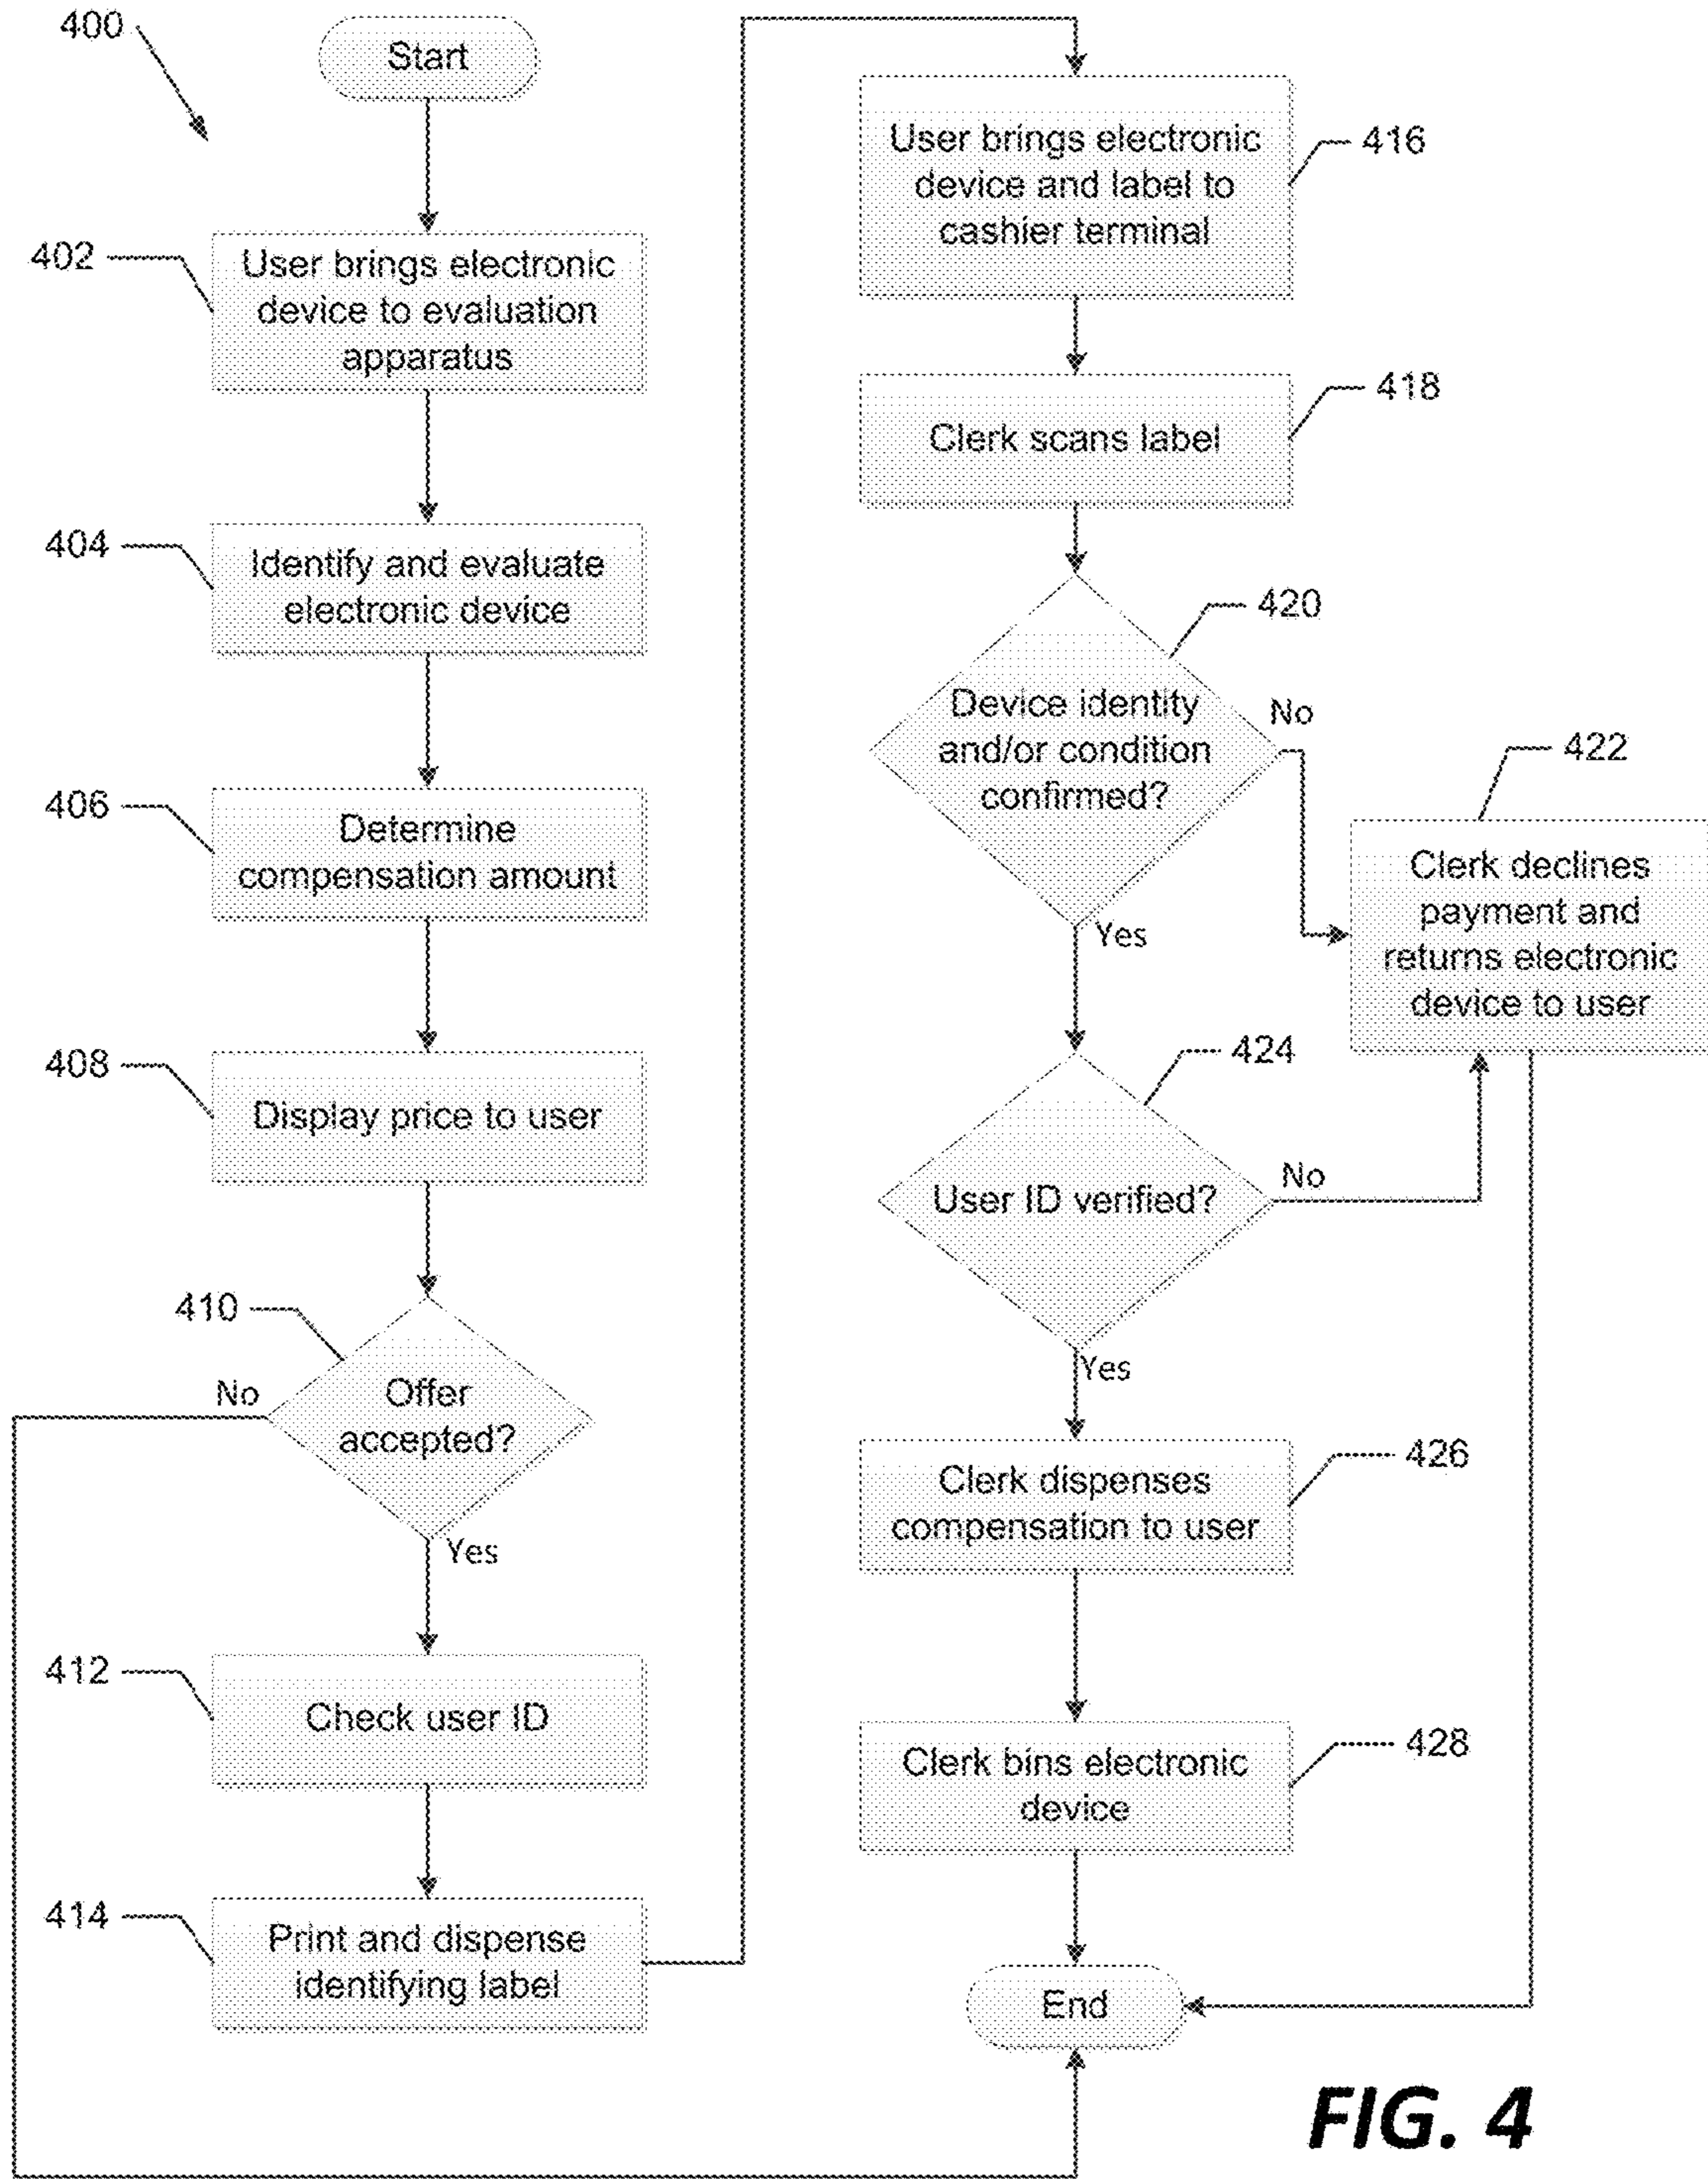 400
Start
402
User brings electronic
device to evaluation
apparatus
404
Identify and evaluate
electronic device
406
Determine
compensation amount
408
Display price to user
410
Offer
accepted?
No
Yes
412
Check user ID
414
Print and dispense
identifying label
416
User brings electronic
device and label to
cashier terminal
418
Clerk scans label
420
Device identity
and/or condition
confirmed?
No
Yes
422
Clerk declines
payment and
returns electronic
device to user
424
User ID verified?
No
Yes
426
Clerk dispenses
compensation to user
428
Clerk bins electronic
device
End
FIG. 4